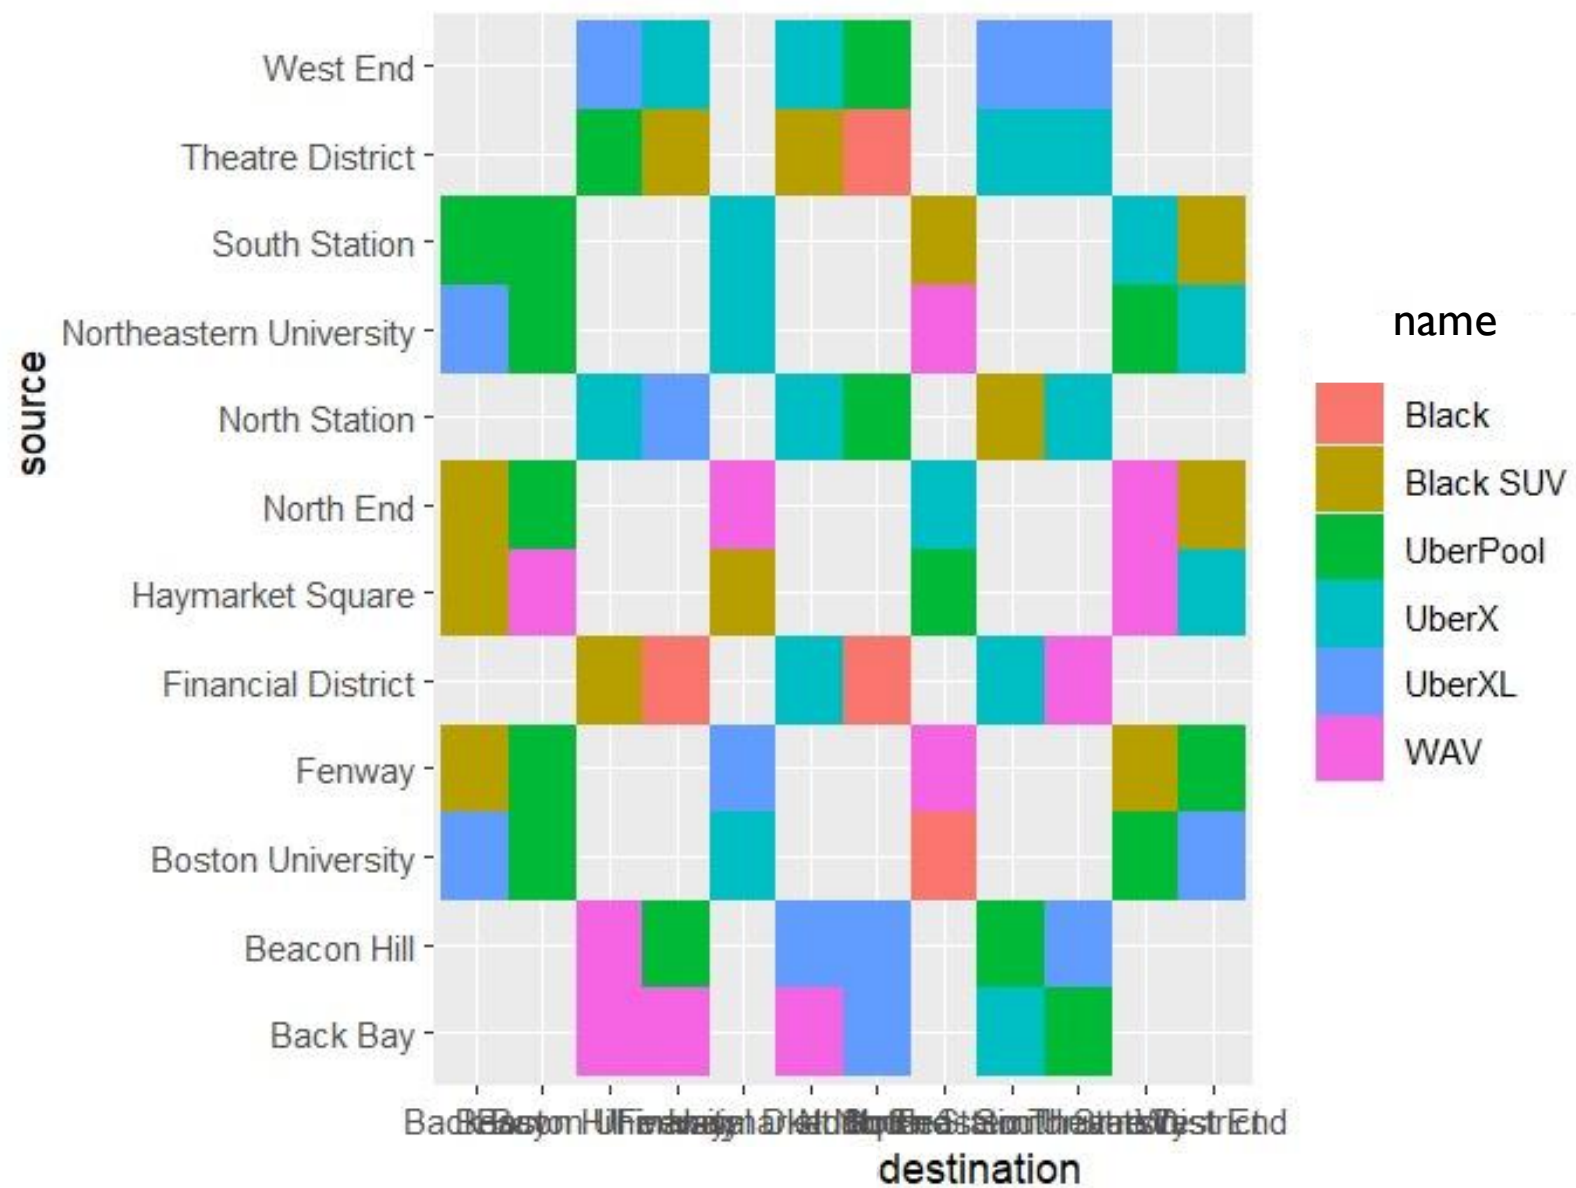 West End
Theatre District
South Station
Northeastern University
North Station
North End
Haymarket Square
Financial District
Fenway
Boston University
Beacon Hill
Back Bay
source
destination
name
Black
Black SUV
UberPool
UberX
UberXL
WAV